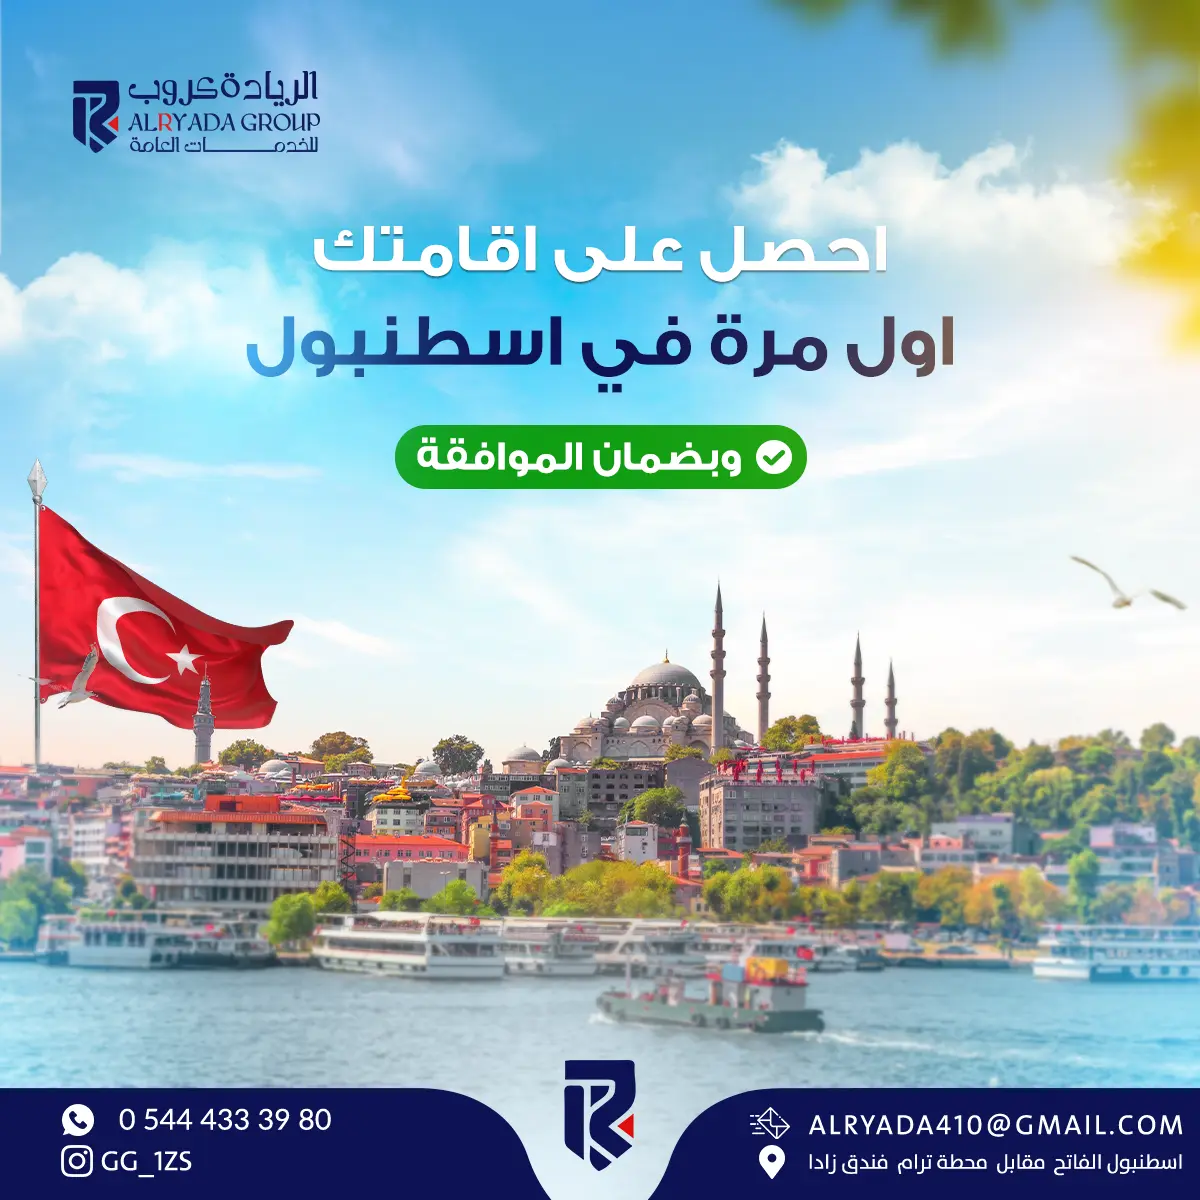 الريادة كروب
ALRYADA GROUP
للخدمات العامة
احصل على اقامتك
اول مرة في اسطنبول
وبضمان الموافقة
0 544 433 39 80
GG_1ZS
ALRYADA410@GMAIL.COM
اسطنبول الفاتح مقابل محطة ترام فندق زادا